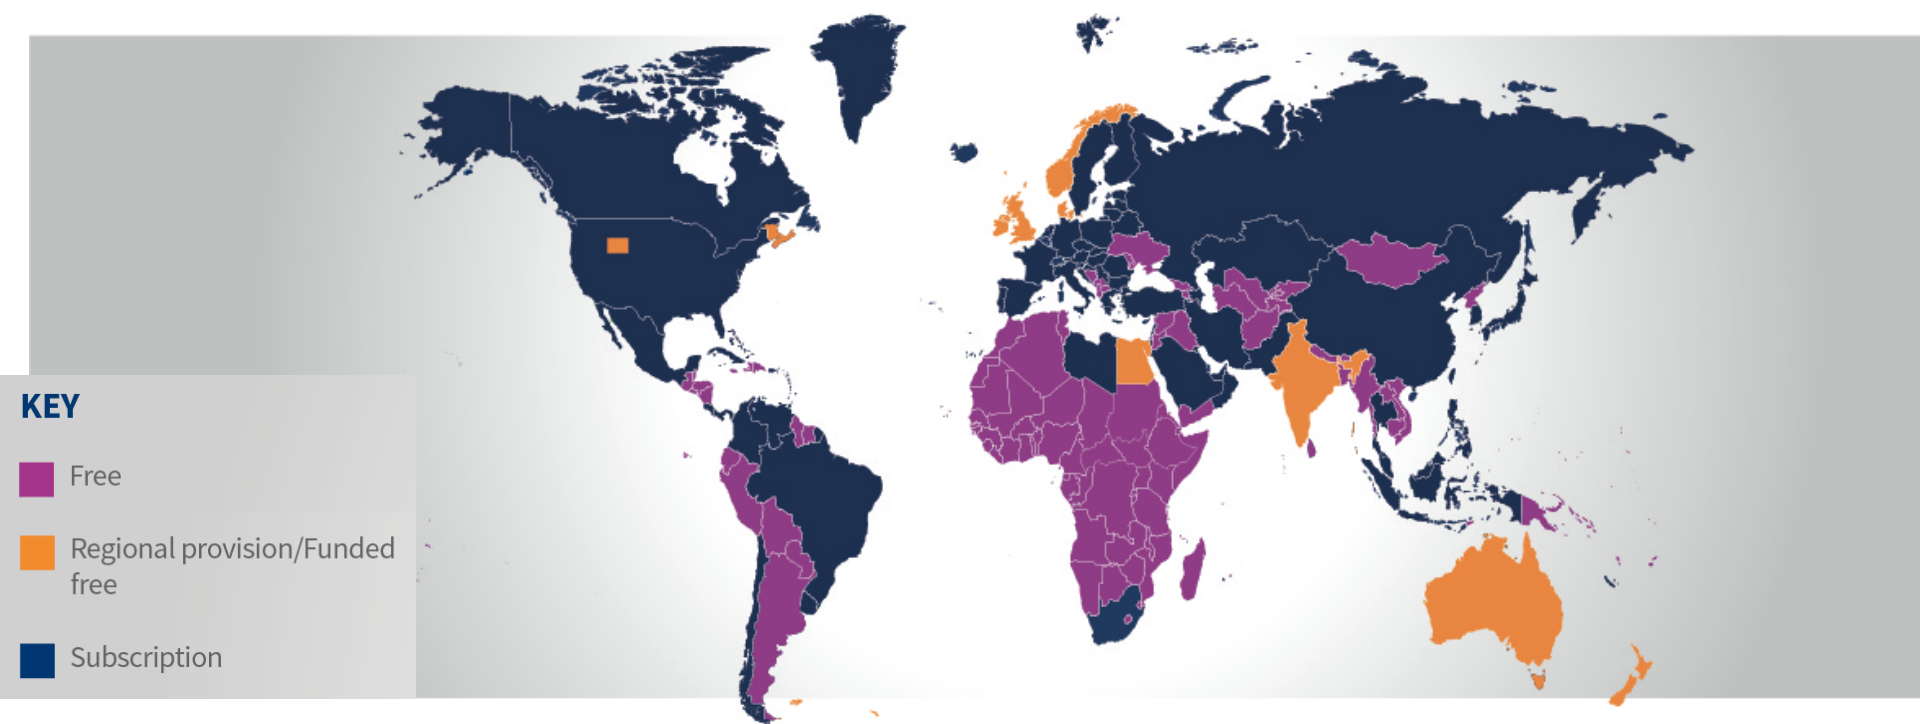 KEY
Free
Regional provision/Funded
free
Subscription